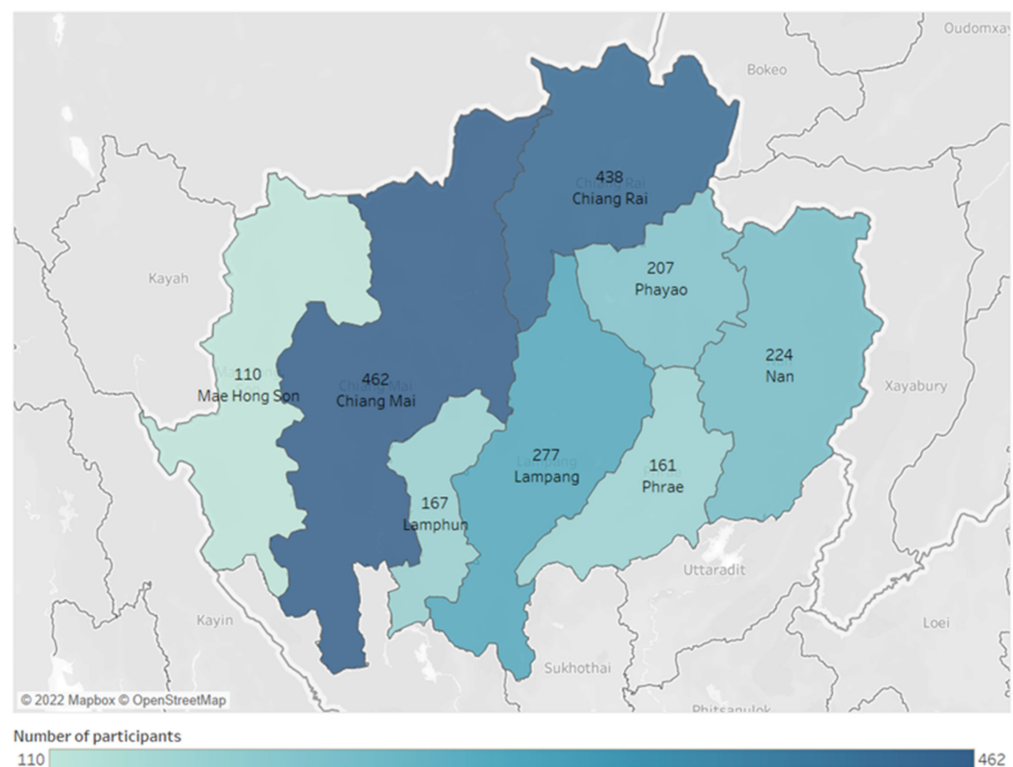 Oudomxay
Bokeo
438
Chiang Rai
Kayah
207
Phayao
224
Nan
110
Mae Hong Son
462
Chiang Mai
Xayabury
277
Lampang
161
Phrae
167
Lamphun
Uttaradit
Kayin
Loei
Sukhothai
© 2022 Mapbox © OpenStreetMap
Phitsanulok
Number of participants
110
462